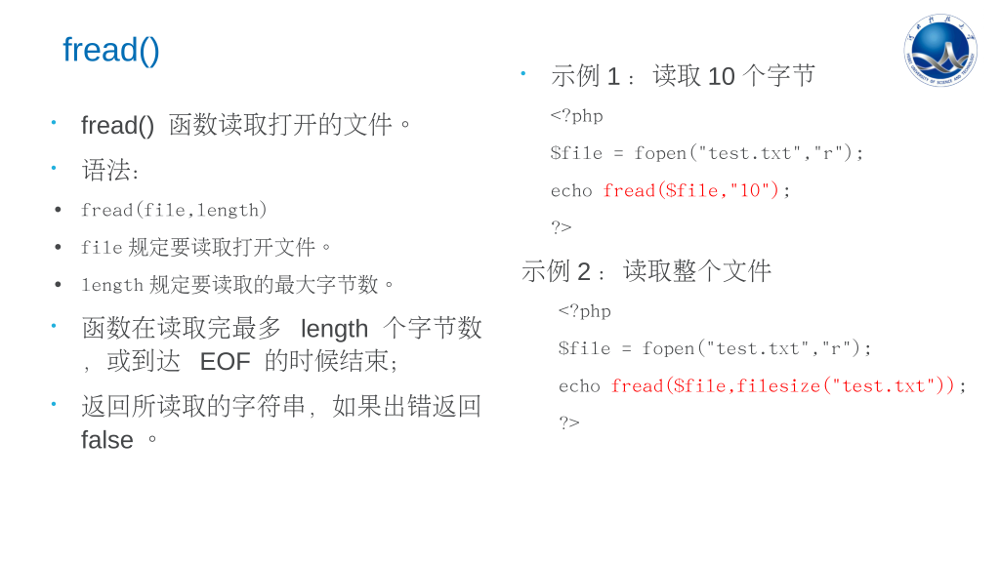 fread()
• fread() 函数读取打开的文件。
• 语法:
• fread(file,length)
• file 规定要读取打开文件。
• length 规定要读取的最大字节数。
• 函数在读取完最多 length 个字节数
，或到达 EOF 的时候结束;
• 返回所读取的字符串，如果出错返回
false 。
• 示例 1 ：读取 10 个字节
<?php
$file = fopen("test.txt","r");
echo fread($file,"10");
?>
示例 2 ：读取整个文件
<?php
$file = fopen("test.txt","r");
echo fread($file,filesize("test.txt"));
?>